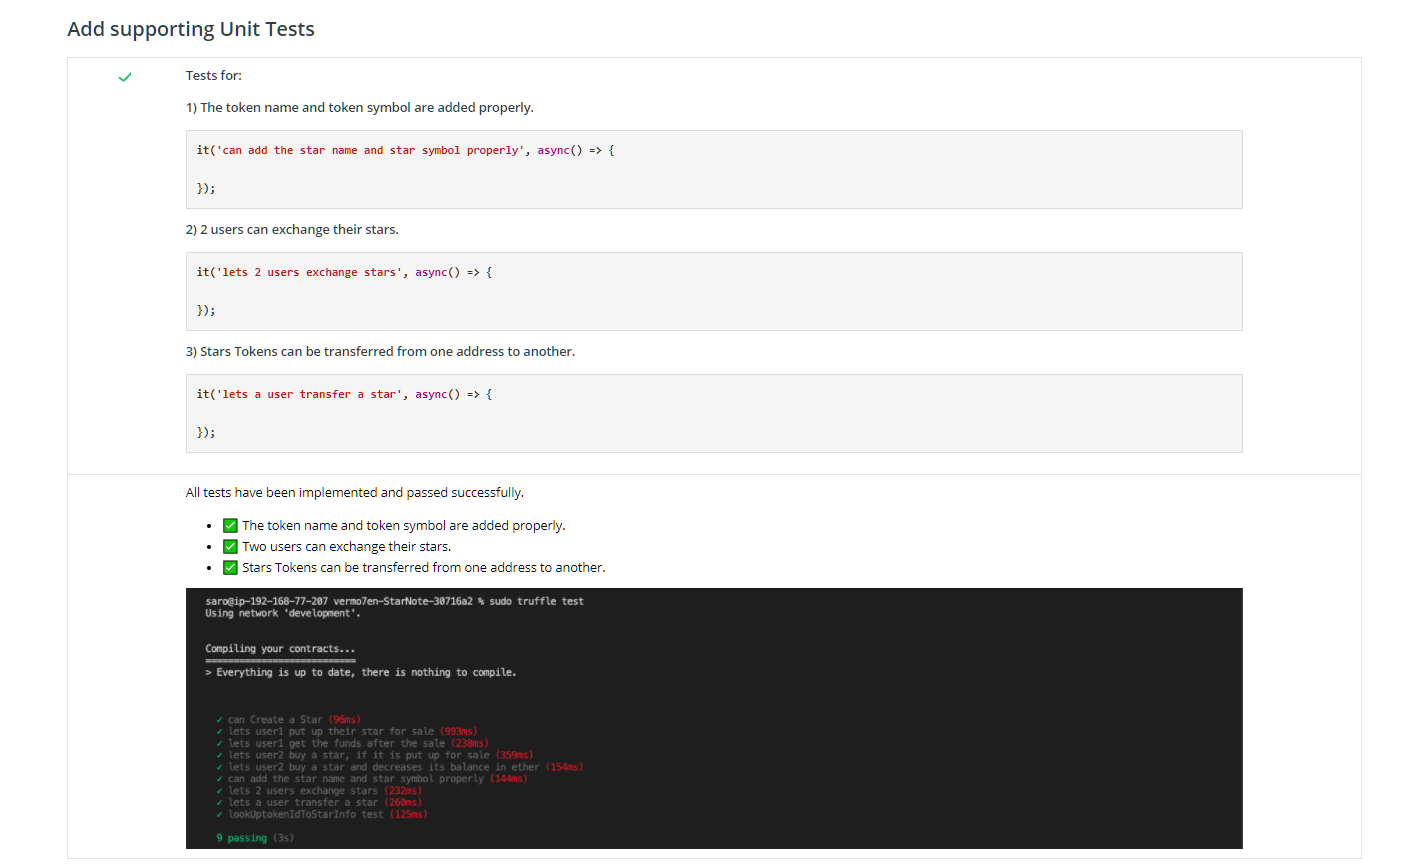 Add supporting Unit Tests
Tests for:
1) The token name and token symbol are added properly.
it('can add the star name and star symbol properly', async() => {
});
2) 2 users can exchange their stars.
it('lets 2 users exchange stars', async() => {
});
3) Stars Tokens can be transferred from one address to another.
it('lets a user transfer a star', async() => {
});
All tests have been implemented and passed successfully.
• ✅ The token name and token symbol are added properly.
• ✅ Two users can exchange their stars.
• ✅ Stars Tokens can be transferred from one address to another.
saro@ip-192-168-77-207 vermo7en-StarNote-30716a2 % sudo truffle test
Using network 'development'.
Compiling your contracts...
===========================
> Everything is up to date, there is nothing to compile.
✓ can Create a Star (96ms)
✓ lets user1 put up their star for sale (993ms)
✓ lets user1 get the funds after the sale (238ms)
✓ lets user2 buy a star, if it is put up for sale (359ms)
✓ lets user2 buy a star and decreases its balance in ether (154ms)
✓ can add the star name and star symbol properly (144ms)
✓ lets 2 users exchange stars (232ms)
✓ lets a user transfer a star (260ms)
✓ lookUptokenIdToStarInfo test (125ms)
9 passing (3s)